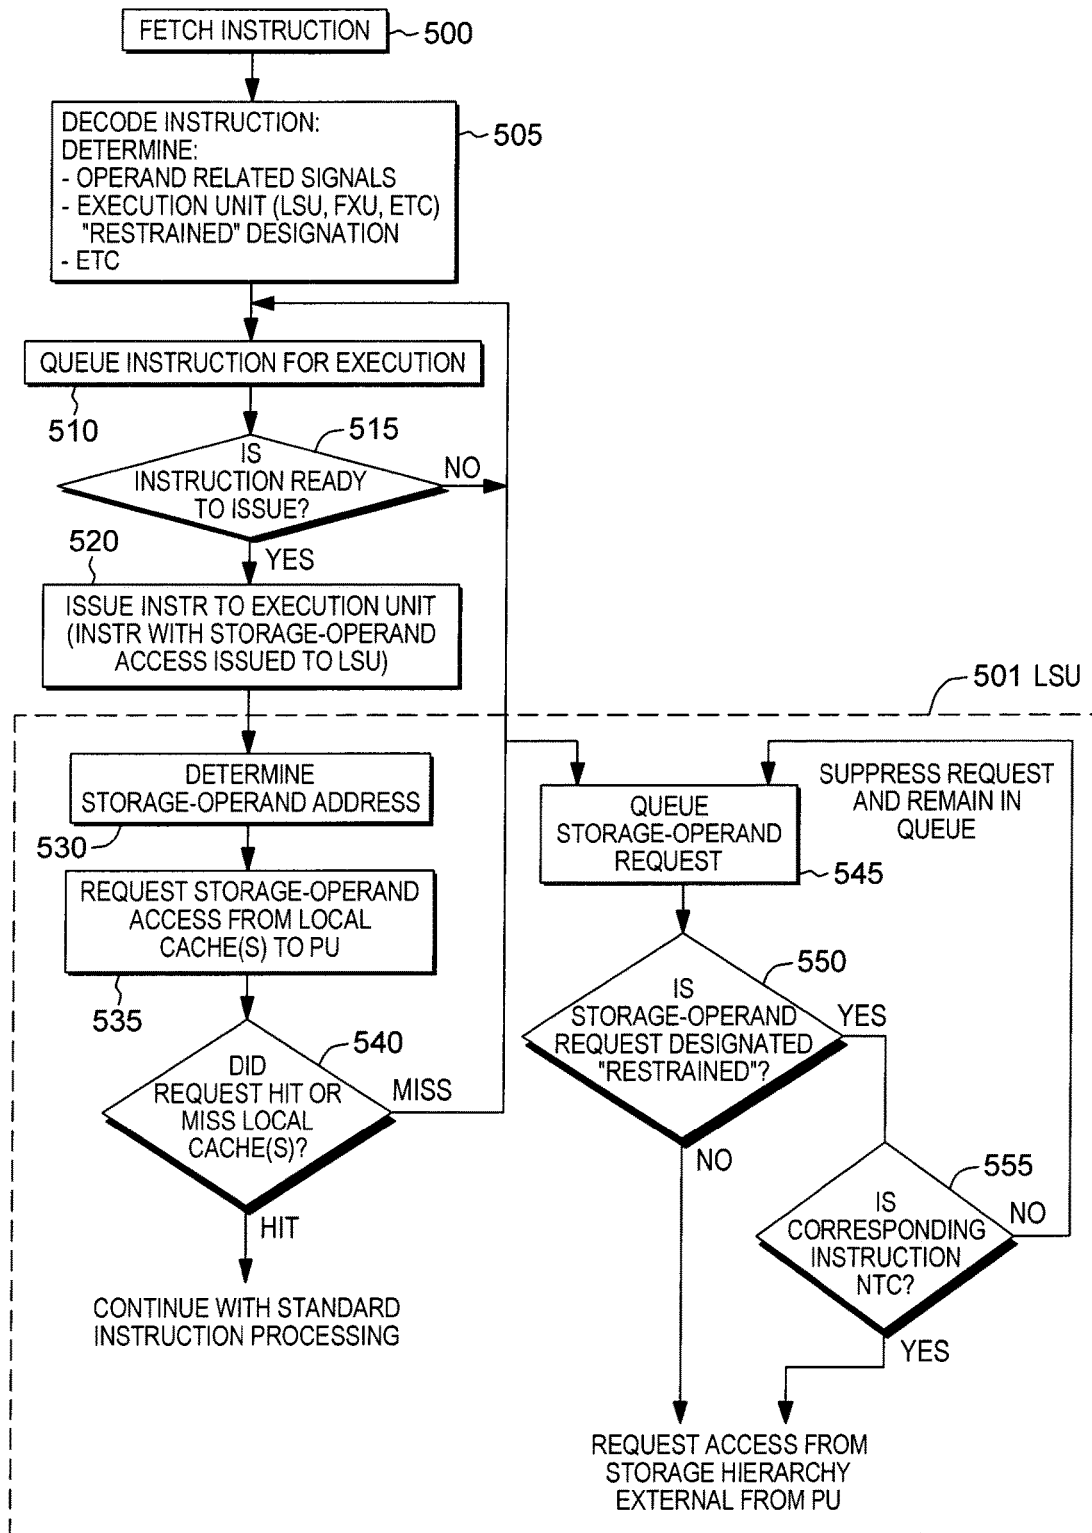 FETCH INSTRUCTION
500
DECODE INSTRUCTION:
DETERMINE:
- OPERAND RELATED SIGNALS
- EXECUTION UNIT (LSU, FXU, ETC)
"RESTRAINED" DESIGNATION
- ETC
505
QUEUE INSTRUCTION FOR EXECUTION
510
IS
INSTRUCTION READY
TO ISSUE?
515
NO
YES
520
ISSUE INSTR TO EXECUTION UNIT
(INSTR WITH STORAGE-OPERAND
ACCESS ISSUED TO LSU)
501 LSU
DETERMINE
STORAGE-OPERAND ADDRESS
530
REQUEST STORAGE-OPERAND
ACCESS FROM LOCAL
CACHE(S) TO PU
535
DID
REQUEST HIT OR
MISS LOCAL
CACHE(S)?
540
MISS
HIT
CONTINUE WITH STANDARD
INSTRUCTION PROCESSING
QUEUE
STORAGE-OPERAND
REQUEST
545
SUPPRESS REQUEST
AND REMAIN IN
QUEUE
IS
STORAGE-OPERAND
REQUEST DESIGNATED
"RESTRAINED"?
550
YES
NO
IS
CORRESPONDING
INSTRUCTION
NTC?
555
NO
YES
REQUEST ACCESS FROM
STORAGE HIERARCHY
EXTERNAL FROM PU